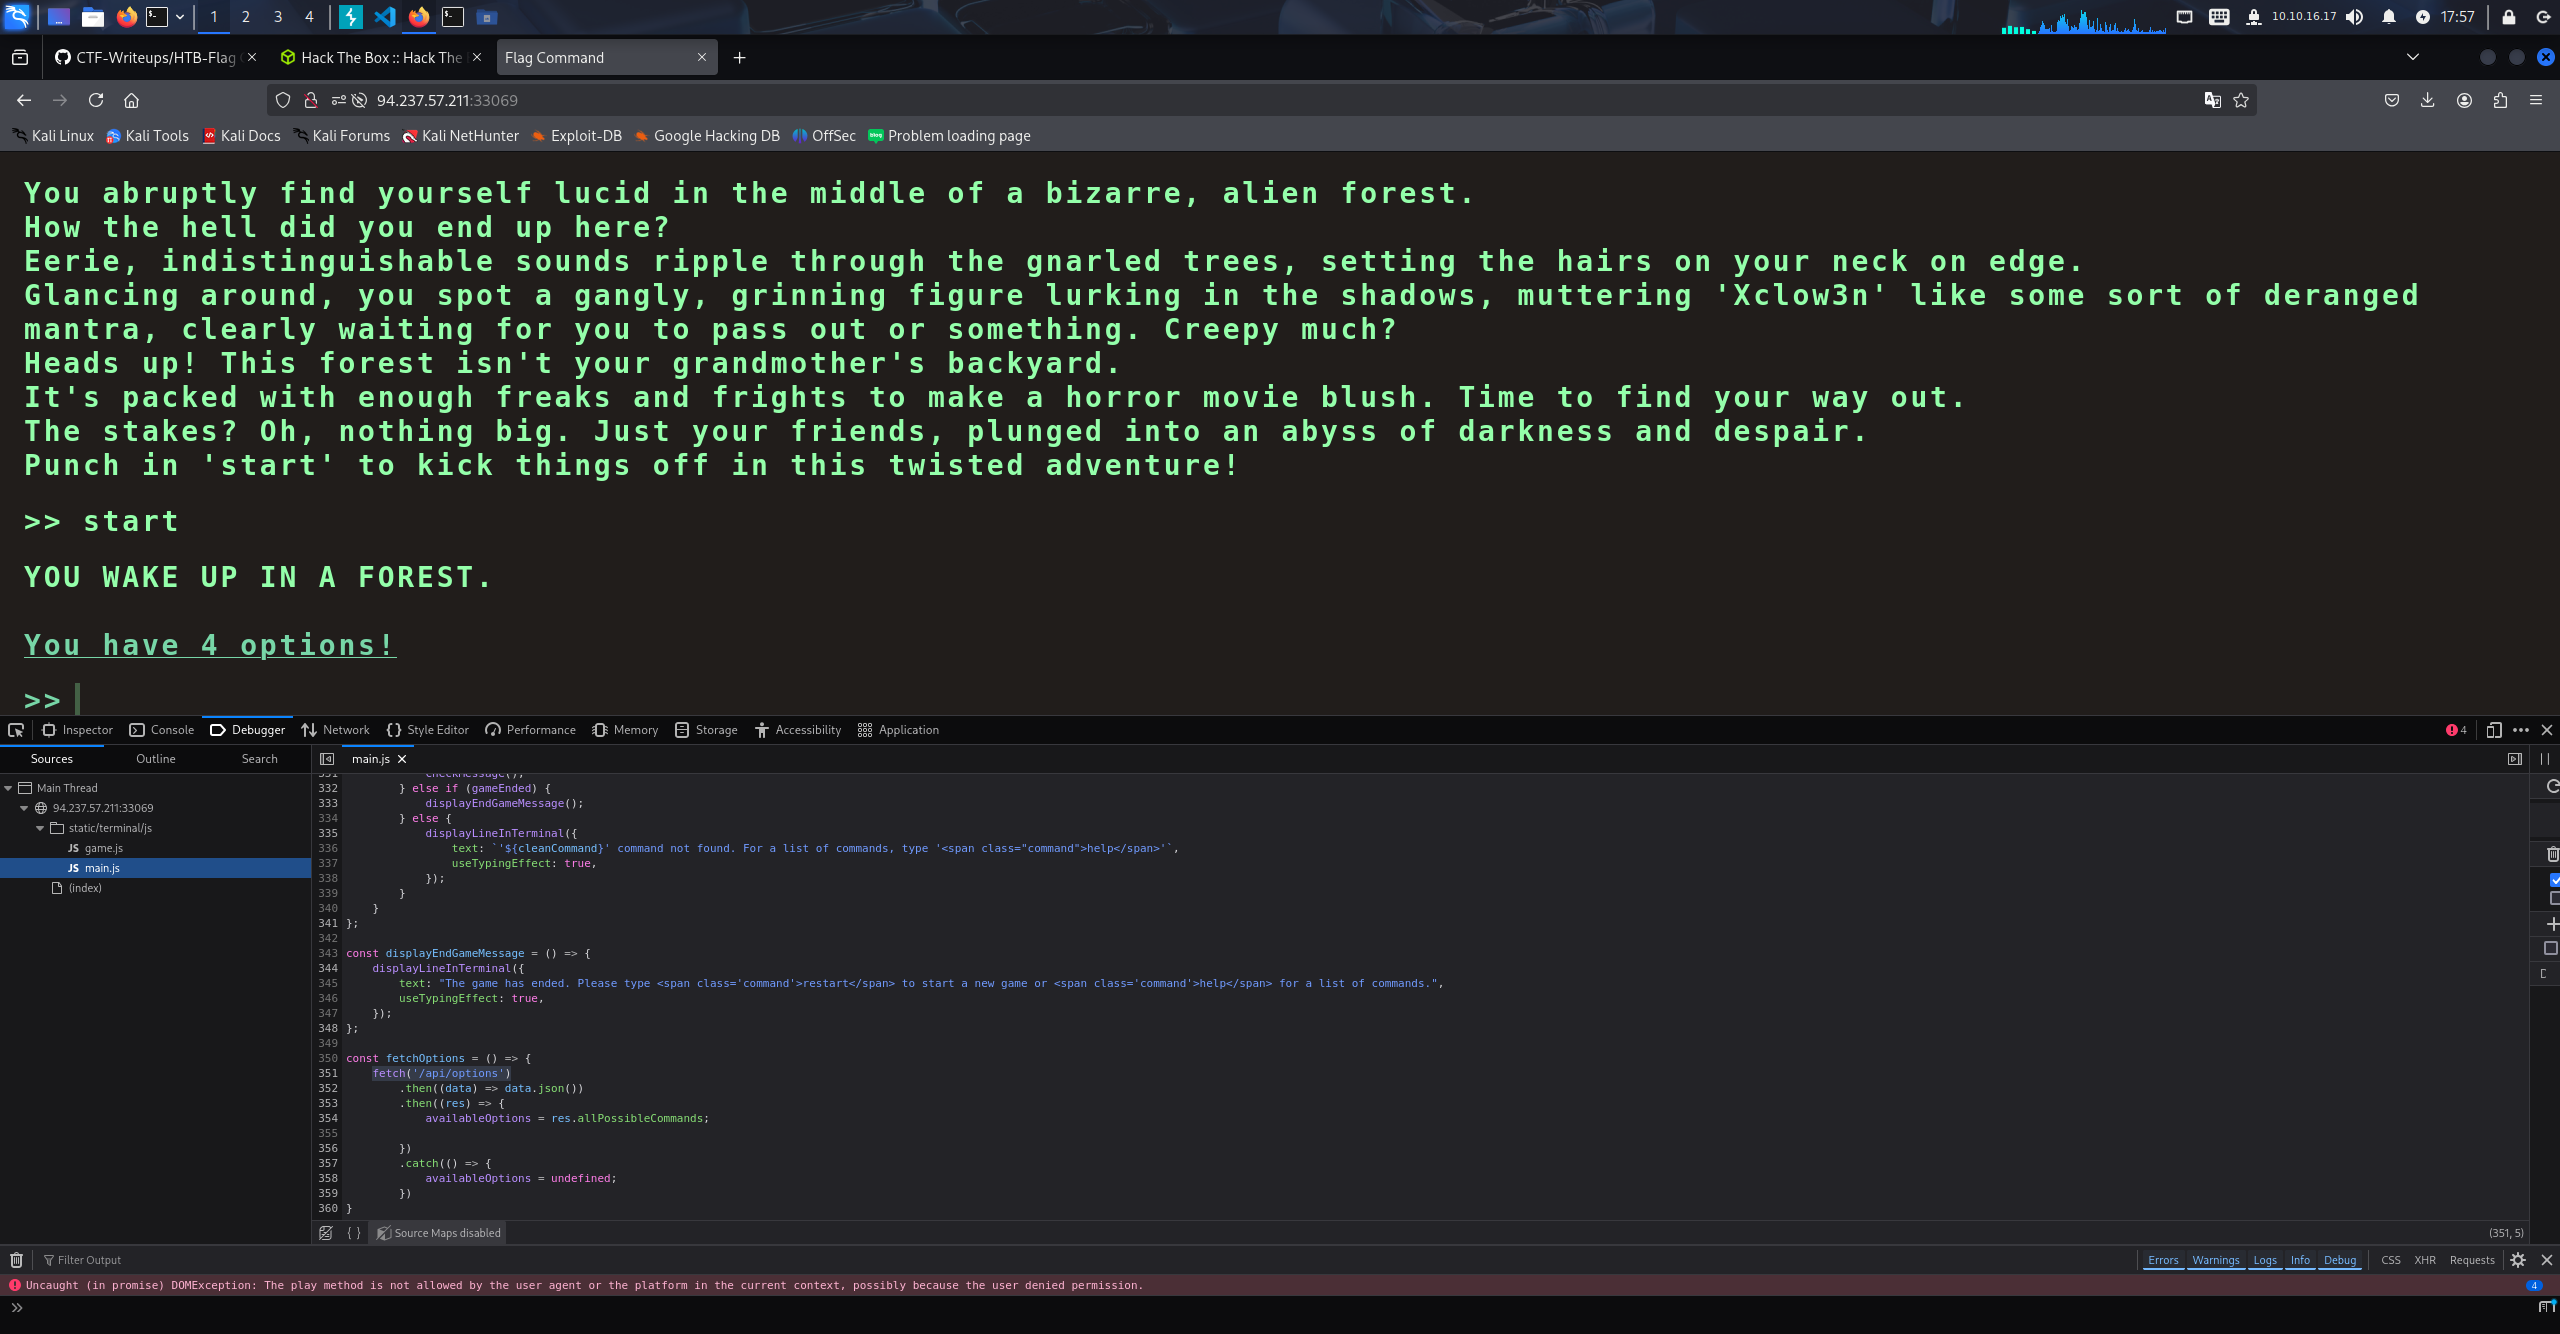 1 2 3 4 10.10.16.17 17:57
CTF-Writeups/HTB-Flag Hack The Box :: Hack The Flag Command
94.237.57.211:33069
Kali Linux Kali Tools Kali Docs Kali Forums Kali NetHunter Exploit-DB Google Hacking DB OffSec Problem loading page
You abruptly find yourself lucid in the middle of a bizarre, alien forest.
How the hell did you end up here?
Eerie, indistinguishable sounds ripple through the gnarled trees, setting the hairs on your neck on edge.
Glancing around, you spot a gangly, grinning figure lurking in the shadows, muttering 'Xclow3n' like some sort of deranged
mantra, clearly waiting for you to pass out or something. Creepy much?
Heads up! This forest isn't your grandmother's backyard.
It's packed with enough freaks and frights to make a horror movie blush. Time to find your way out.
The stakes? Oh, nothing big. Just your friends, plunged into an abyss of darkness and despair.
Punch in 'start' to kick things off in this twisted adventure!
>> start
YOU WAKE UP IN A FOREST.
You have 4 options!
>>
Inspector Console Debugger Network Style Editor Performance Memory Storage Accessibility Application 4
Sources Outline Search main.js
Main Thread
94.237.57.211:33069
static/terminal/js
JS game.js
JS main.js
(index)
331 checkMessage();
332 } else if (gameEnded) {
333 displayEndGameMessage();
334 } else {
335 displayLineInTerminal({
336 text: `'${cleanCommand}' command not found. For a list of commands, type '<span class="command">help</span>'`,
337 useTypingEffect: true,
338 });
339 }
340 }
341 };
342
343 const displayEndGameMessage = () => {
344 displayLineInTerminal({
345 text: "The game has ended. Please type <span class='command'>restart</span> to start a new game or <span class='command'>help</span> for a list of commands.",
346 useTypingEffect: true,
347 });
348 };
349
350 const fetchOptions = () => {
351 fetch('/api/options')
352 .then((data) => data.json())
353 .then((res) => {
354 availableOptions = res.allPossibleCommands;
355
356 })
357 .catch(() => {
358 availableOptions = undefined;
359 })
360 }
{ } Source Maps disabled (351, 5)
Filter Output Errors Warnings Logs Info Debug CSS XHR Requests
Uncaught (in promise) DOMException: The play method is not allowed by the user agent or the platform in the current context, possibly because the user denied permission. 4
»